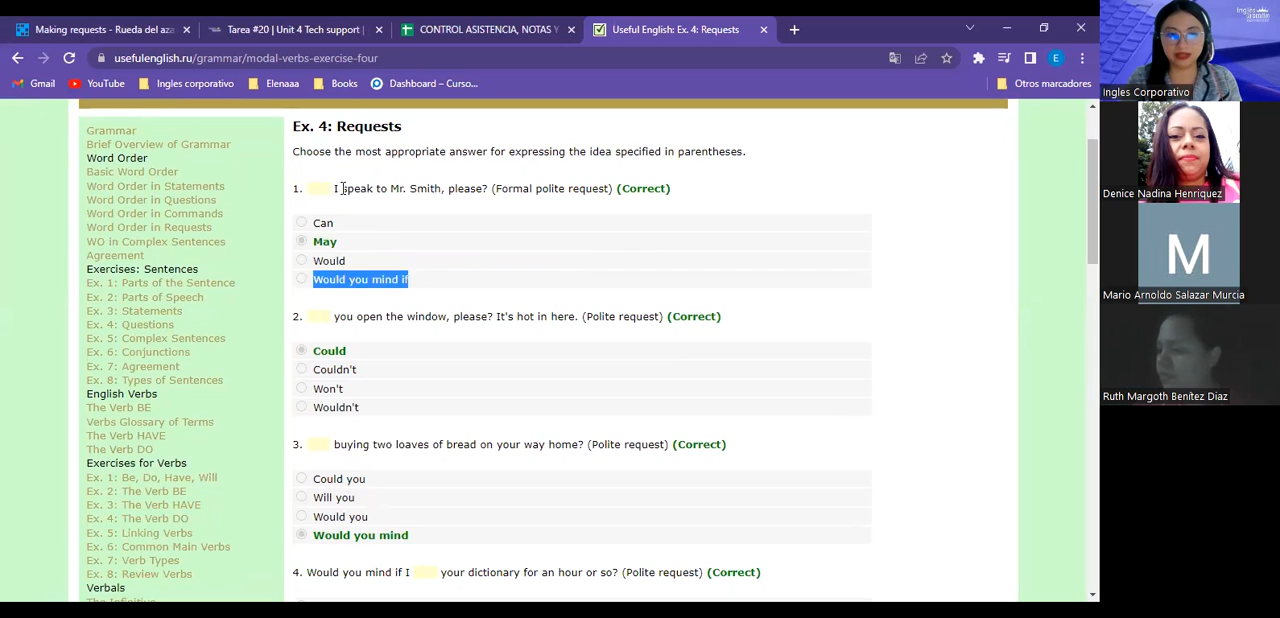 Making requests - Rueda del aza
Tarea #20 | Unit 4 Tech support |
CONTROL ASISTENCIA, NOTAS Y
Useful English: Ex. 4: Requests
usefulenglish.ru/grammar/modal-verbs-exercise-four
E
Gmail
YouTube
Ingles corporativo
Elenaaa
Books
Dashboard – Curso...
Otros marcadores
Grammar
Brief Overview of Grammar
Word Order
Basic Word Order
Word Order in Statements
Word Order in Questions
Word Order in Commands
Word Order in Requests
WO in Complex Sentences
Agreement
Exercises: Sentences
Ex. 1: Parts of the Sentence
Ex. 2: Parts of Speech
Ex. 3: Statements
Ex. 4: Questions
Ex. 5: Complex Sentences
Ex. 6: Conjunctions
Ex. 7: Agreement
Ex. 8: Types of Sentences
English Verbs
The Verb BE
Verbs Glossary of Terms
The Verb HAVE
The Verb DO
Exercises for Verbs
Ex. 1: Be, Do, Have, Will
Ex. 2: The Verb BE
Ex. 3: The Verb HAVE
Ex. 4: The Verb DO
Ex. 5: Linking Verbs
Ex. 6: Common Main Verbs
Ex. 7: Verb Types
Ex. 8: Review Verbs
Verbals
The Infinitive
Ex. 4: Requests
Choose the most appropriate answer for expressing the idea specified in parentheses.
1. I speak to Mr. Smith, please? (Formal polite request) (Correct)
Can
May
Would
Would you mind if
2. you open the window, please? It's hot in here. (Polite request) (Correct)
Could
Couldn't
Won't
Wouldn't
3. buying two loaves of bread on your way home? (Polite request) (Correct)
Could you
Will you
Would you
Would you mind
4. Would you mind if I your dictionary for an hour or so? (Polite request) (Correct)
Ingles Corporativo
Denice Nadina Henriquez
M
Mario Arnoldo Salazar Murcia
Ruth Margoth Benítez Diaz